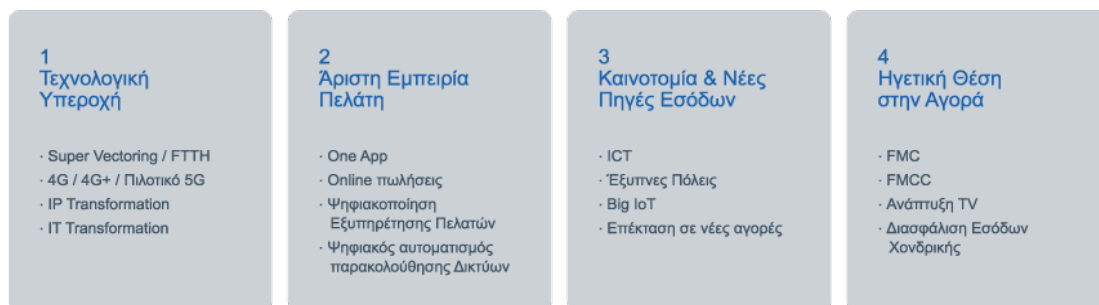 1
Τεχνολογική
Υπεροχή
· Super Vectoring / FTTH
· 4G / 4G+ / Πιλοτικό 5G
· IP Transformation
· IT Transformation
2
Άριστη Εμπειρία
Πελάτη
· One App
· Online πωλήσεις
· Ψηφιακοποίηση
Εξυπηρέτησης Πελατών
· Ψηφιακός αυτοματισμός
παρακολούθησης Δικτύων
3
Καινοτομία & Νέες
Πηγές Εσόδων
· ICT
· Έξυπνες Πόλεις
· Big IoT
· Επέκταση σε νέες αγορές
4
Ηγετική Θέση
στην Αγορά
· FMC
· FMCC
· Ανάπτυξη TV
· Διασφάλιση Εσόδων
Χονδρικής